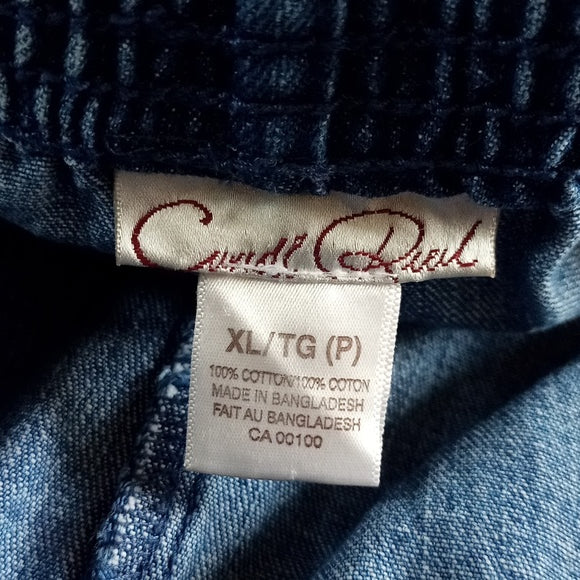 XL/TG (P)
100% COTTON/100% COTON
MADE IN BANGLADESH
FAIT AU BANGLADESH
CA 00100